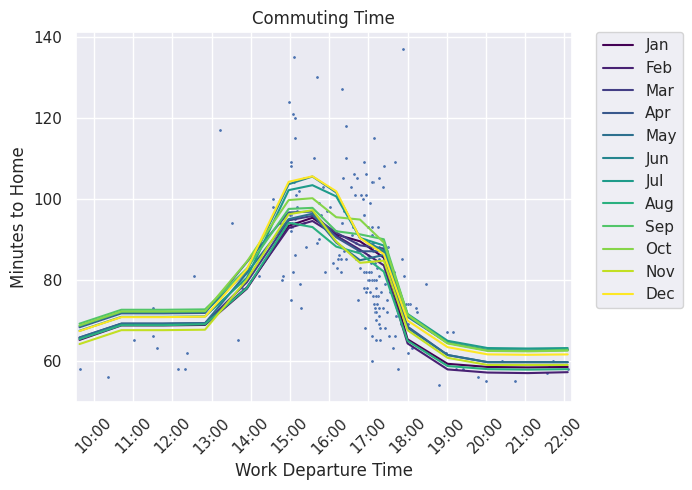 Commuting Time
Minutes to Home
140
120
100
80
60
10:00
11:00
12:00
13:00
14:00
15:00
16:00
17:00
18:00
19:00
20:00
21:00
22:00
Work Departure Time
Jan
Feb
Mar
Apr
May
Jun
Jul
Aug
Sep
Oct
Nov
Dec